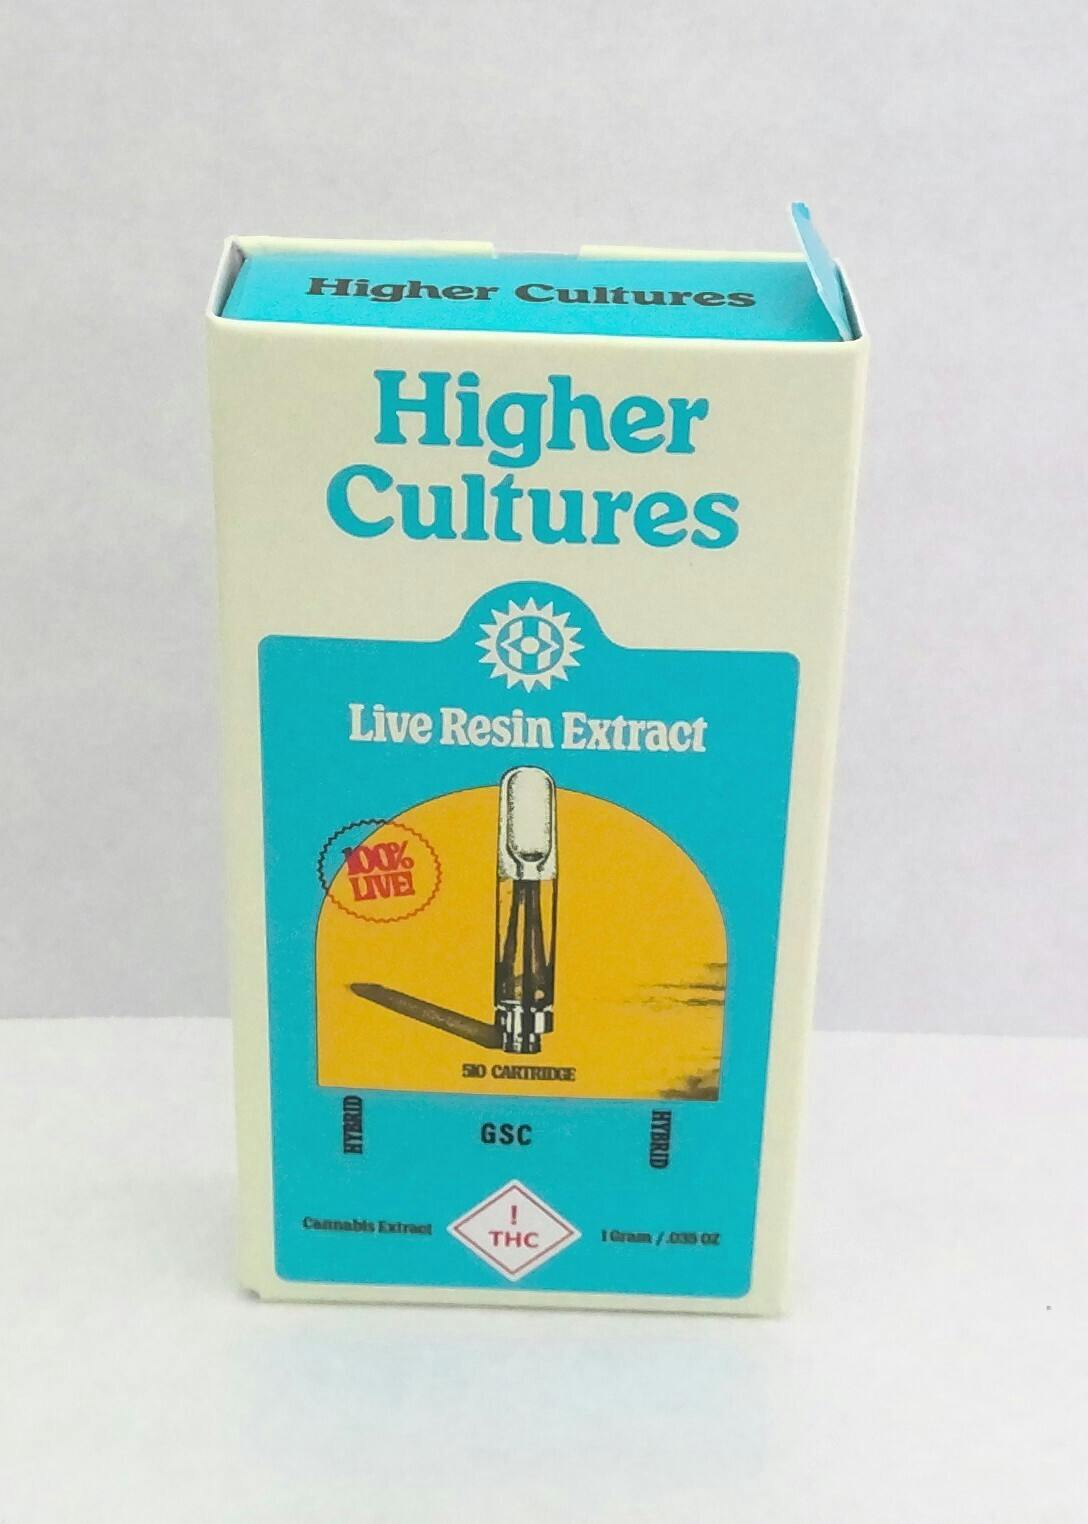 Higher Cultures
Higher
Cultures
Live Resin Extract
100%
LIVE!
510 CARTRIDGE
HYBRID
GSC
HYBRID
Cannabis Extract
!
THC
1 Gram / .035 OZ